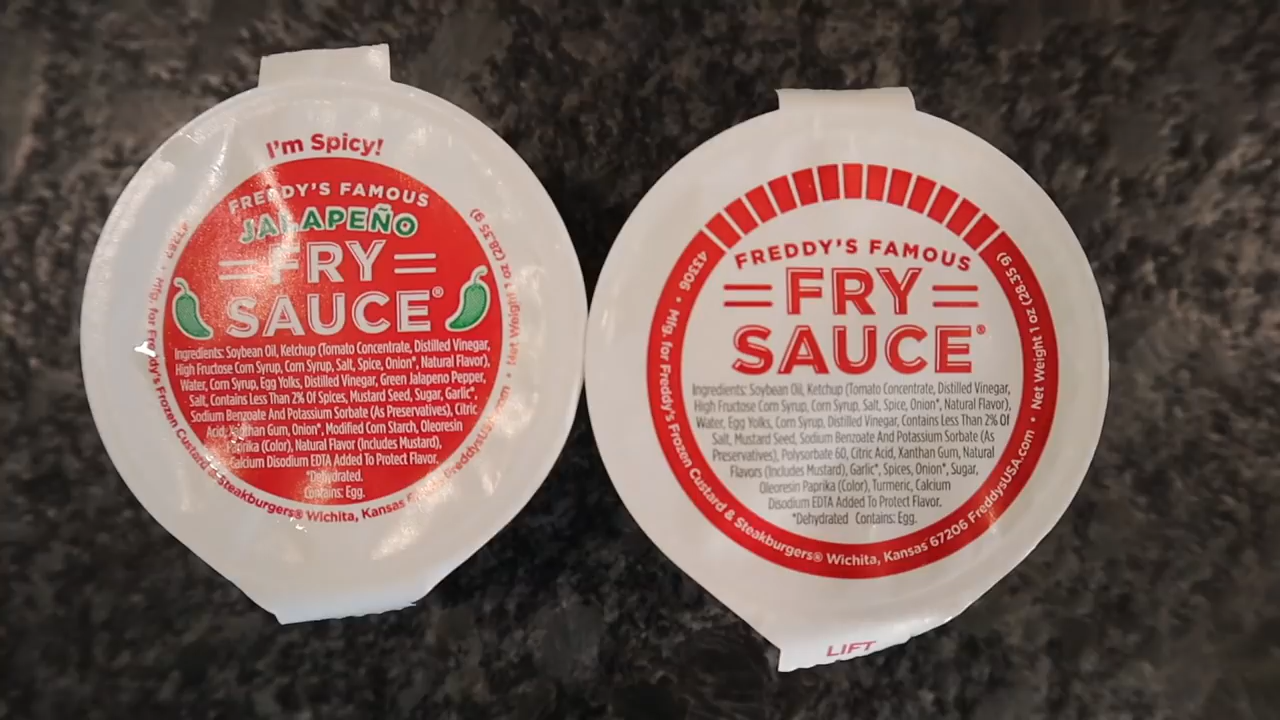 I'm Spicy!
FREDDY'S FAMOUS
JALAPEÑO
FRY
SAUCE®
Ingredients: Soybean Oil, Ketchup (Tomato Concentrate, Distilled Vinegar,
High Fructose Corn Syrup, Corn Syrup, Salt, Spice, Onion*, Natural Flavor),
Water, Corn Syrup, Egg Yolks, Distilled Vinegar, Green Jalapeno Pepper,
Salt, Contains Less Than 2% Of Spices, Mustard Seed, Sugar, Garlic*,
Sodium Benzoate And Potassium Sorbate (As Preservatives), Citric
Acid, Xanthan Gum, Onion*, Modified Corn Starch, Oleoresin
Paprika (Color), Natural Flavor (Includes Mustard),
Calcium Disodium EDTA Added To Protect Flavor.
*Dehydrated.
Contains: Egg.
• Mfg. for Freddy's Frozen Custard & Steakburgers® Wichita, Kansas FreddysUSA.com • Net Weight 1 oz (28.35 g)
FREDDY'S FAMOUS
FRY
SAUCE®
Ingredients: Soybean Oil, Ketchup (Tomato Concentrate, Distilled Vinegar,
High Fructose Corn Syrup, Corn Syrup, Salt, Spice, Onion*, Natural Flavor),
Water, Egg Yolks, Corn Syrup, Distilled Vinegar, Contains Less Than 2% Of
Salt, Mustard Seed, Sodium Benzoate And Potassium Sorbate (As
Preservatives), Polysorbate 60, Citric Acid, Xanthan Gum, Natural
Flavors (Includes Mustard), Garlic*, Spices, Onion*, Sugar,
Oleoresin Paprika (Color), Turmeric, Calcium
Disodium EDTA Added To Protect Flavor.
*Dehydrated Contains: Egg.
43306 • Mfg. for Freddy's Frozen Custard & Steakburgers® Wichita, Kansas 67206 FreddysUSA.com • Net Weight 1 oz (28.35 g)
LIFT